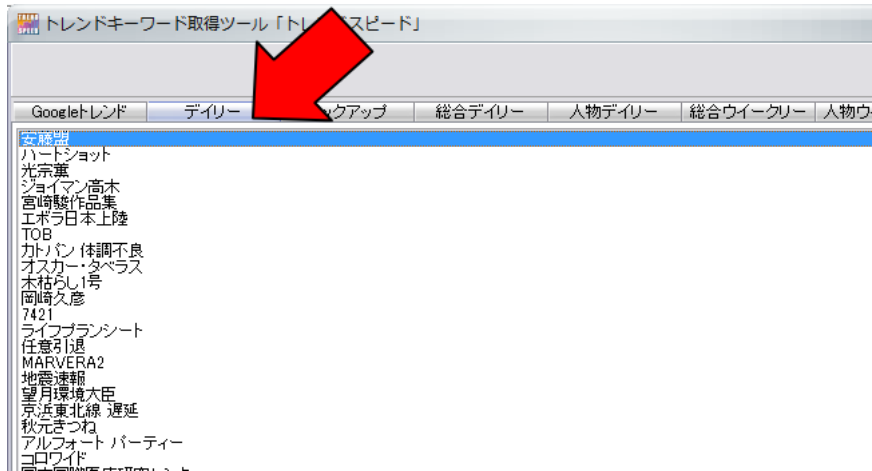 トレンドキーワード取得ツール「トレンドスピード」
Googleトレンド デイリー クアップ 総合デイリー 人物デイリー 総合ウイークリー 人物ウ
安藤盟
ハートショット
光宗薫
ジョイマン高木
宮崎駿作品集
エボラ日本上陸
TOB
カトパン 体調不良
オスカー・タベラス
木枯らし1号
岡崎久彦
7421
ライフプランシート
任意引退
MARVERA2
地震速報
望月環境大臣
京浜東北線 遅延
秋元きつね
アルフォート パーティー
コロワイド